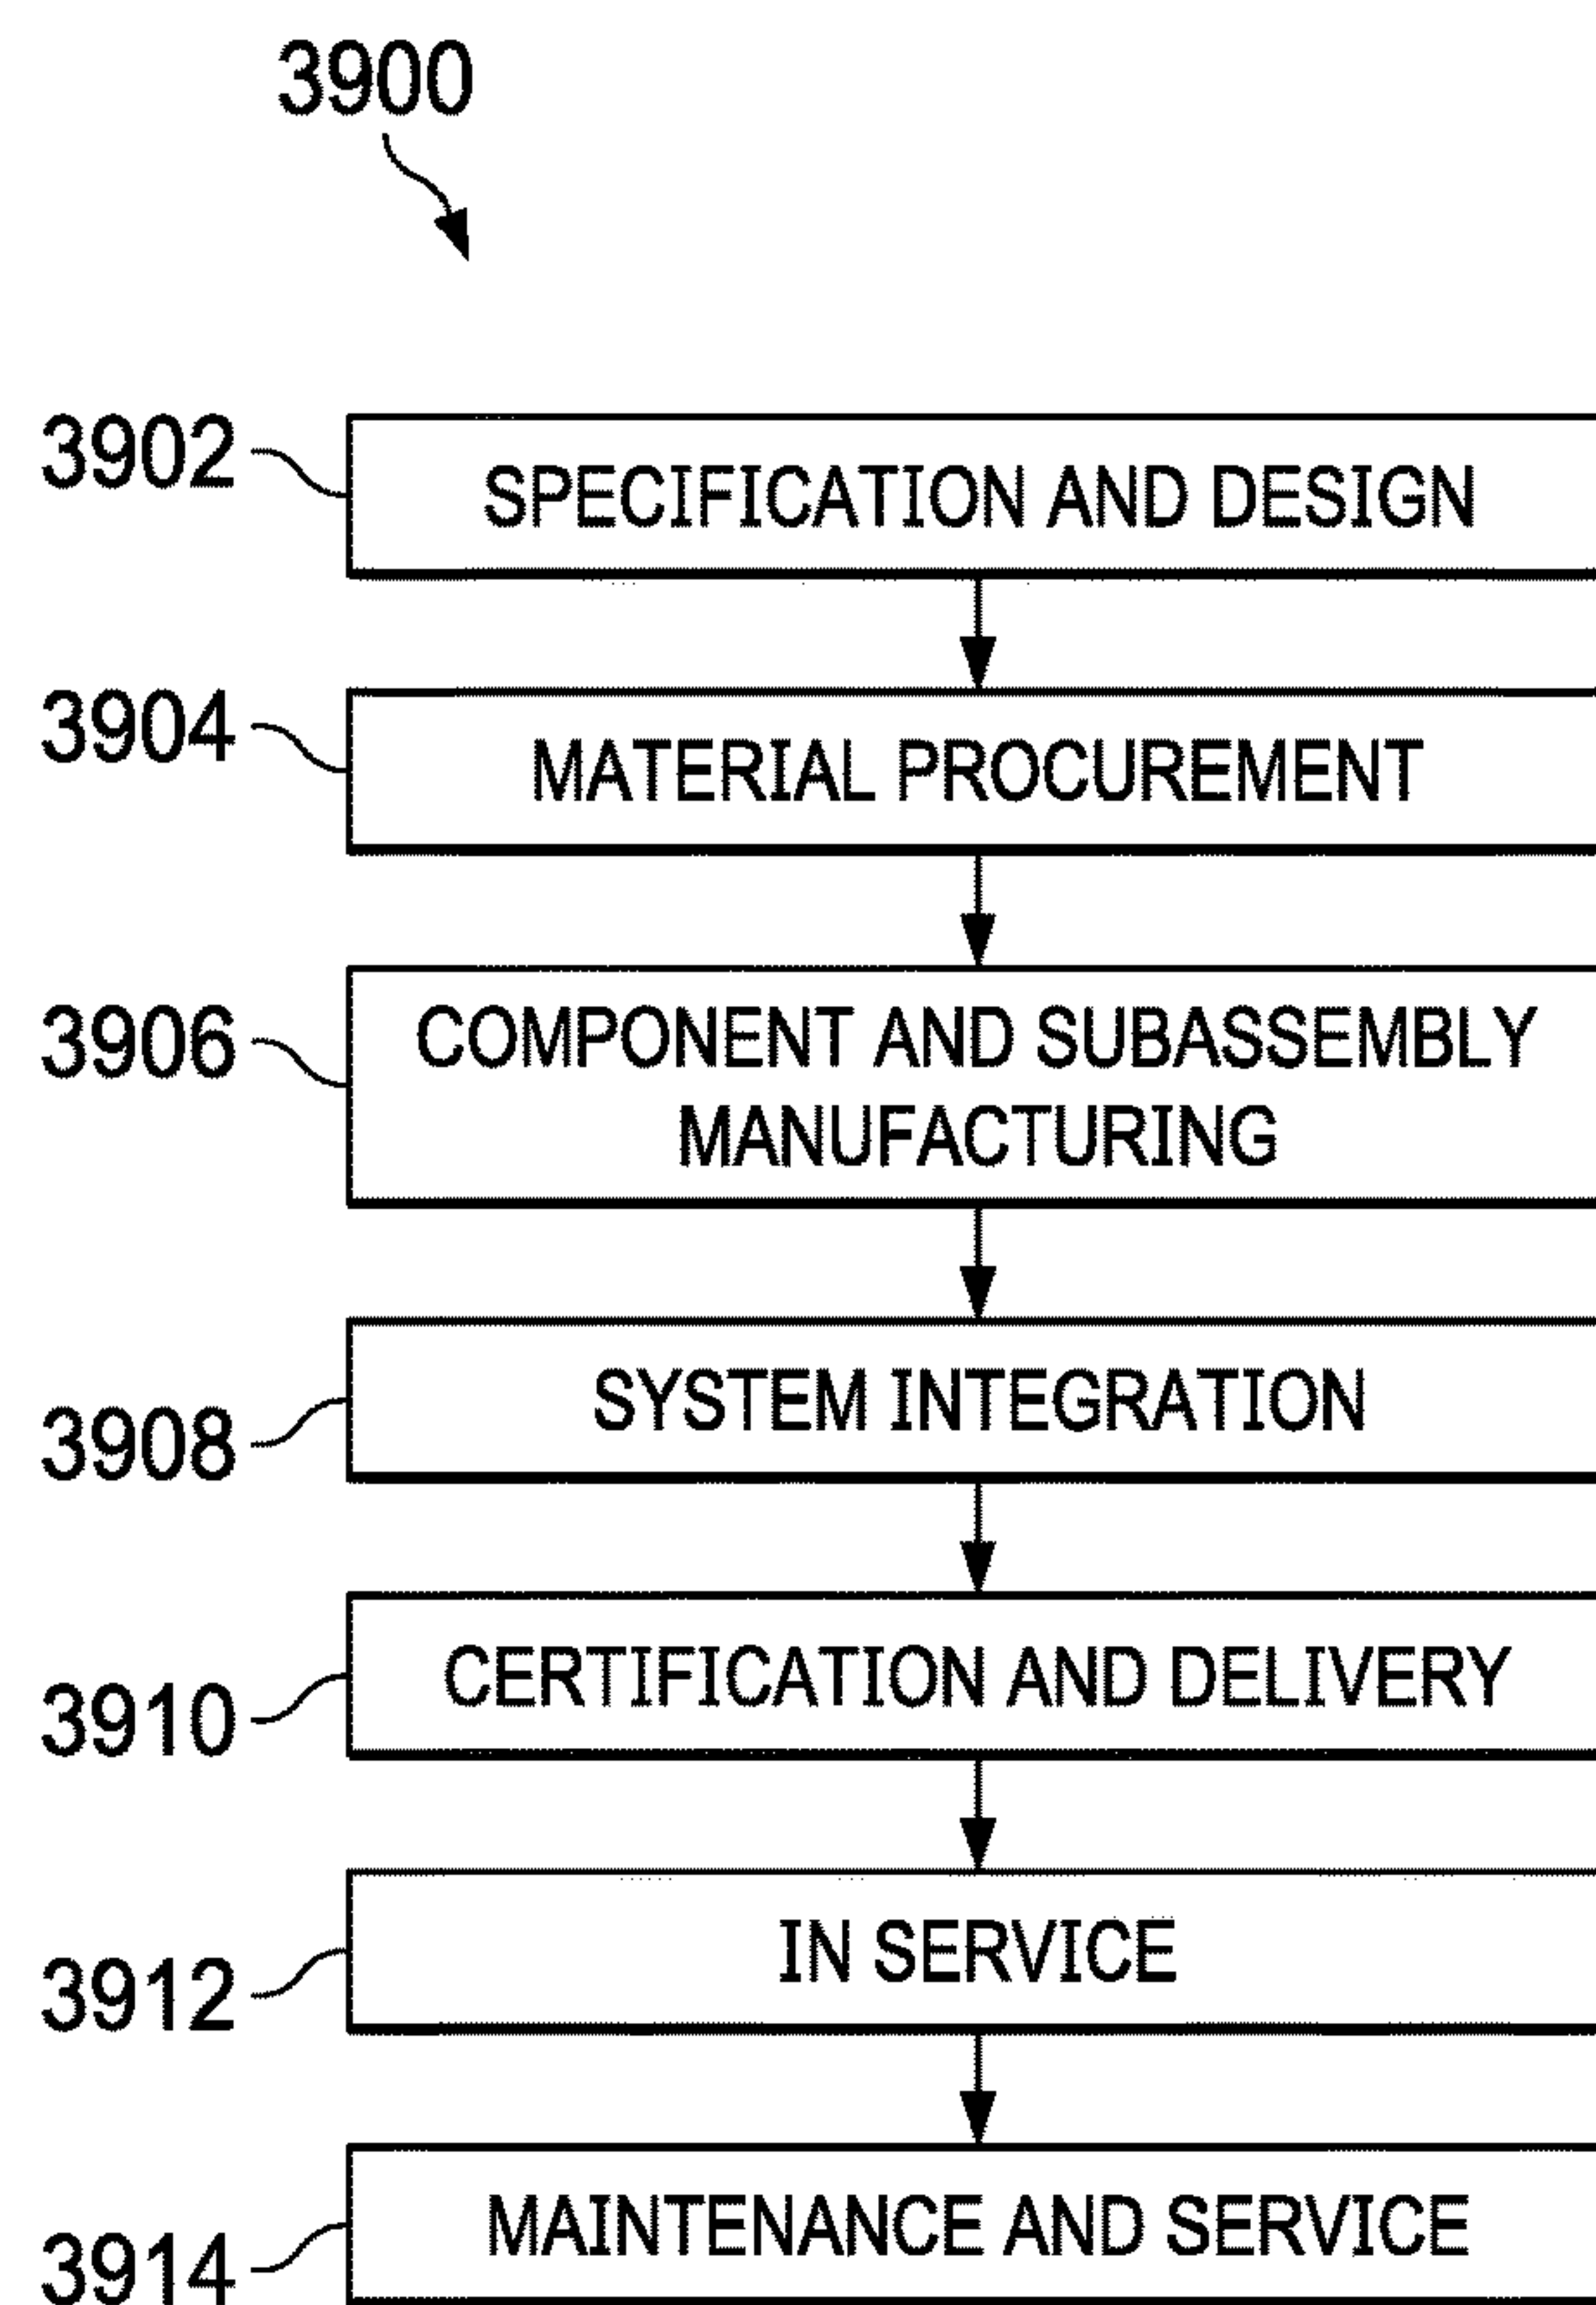 3900
3902
SPECIFICATION AND DESIGN
3904
MATERIAL PROCUREMENT
3906
COMPONENT AND SUBASSEMBLY
MANUFACTURING
3908
SYSTEM INTEGRATION
3910
CERTIFICATION AND DELIVERY
3912
IN SERVICE
3914
MAINTENANCE AND SERVICE